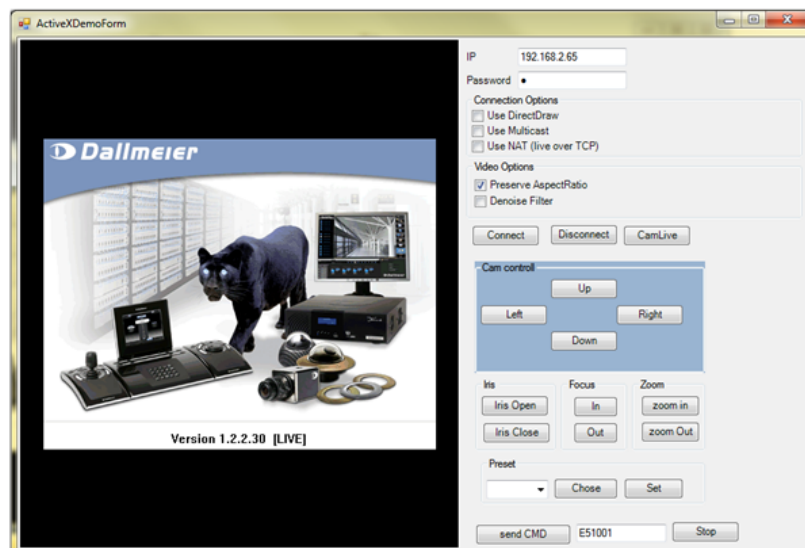 ActiveXDemoForm
IP 192.168.2.65
Password
Connection Options
Use DirectDraw
Use Multicast
Use NAT (live over TCP)
Video Options
Preserve AspectRatio
Denoise Filter
Connect Disconnect CamLive
Cam controll
Up
Left Right
Down
Iris Focus Zoom
Iris Open In zoom in
Iris Close Out zoom Out
Preset
Chose Set
send CMD E51001 Stop
Dallmeier
Version 1.2.2.30 [LIVE]